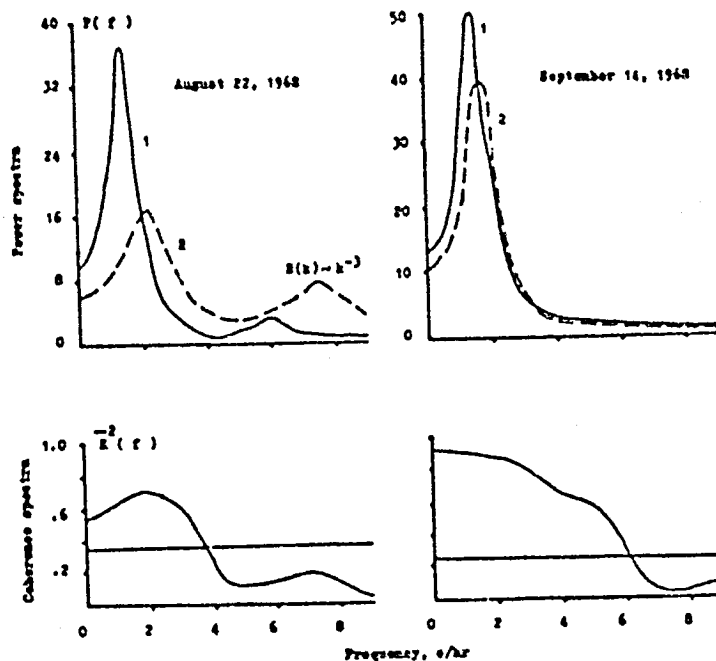 P(f)
40
32
24
16
8
0
Power spectra
August 22, 1968
1
2
E(k)~k⁻³
50
40
30
20
10
0
September 14, 1968
1
2
K̄²(f)
1.0
.6
.2
Coherence spectra
0 2 4 6 8
0 2 4 6 8
Frequency, c/hr